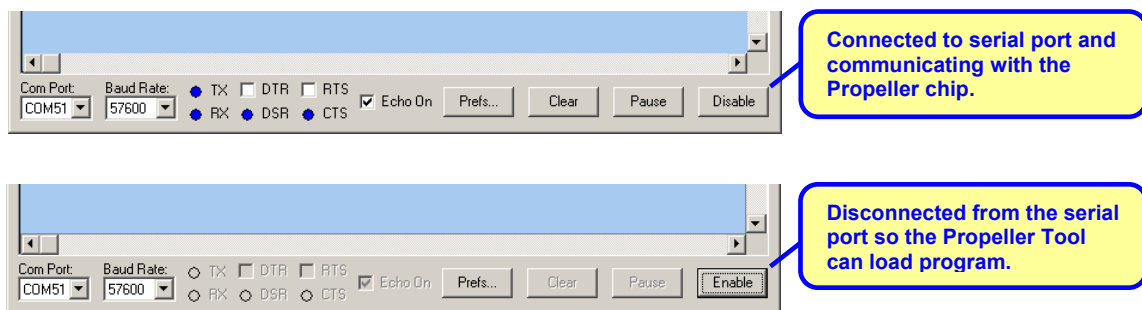 Connected to serial port and
communicating with the
Propeller chip.
Com Port: Baud Rate: TX DTR RTS
COM51 57600 RX DSR CTS Echo On Prefs... Clear Pause Disable
Disconnected from the serial
port so the Propeller Tool
can load program.
Com Port: Baud Rate: TX DTR RTS
COM51 57600 RX DSR CTS Echo On Prefs... Clear Pause Enable